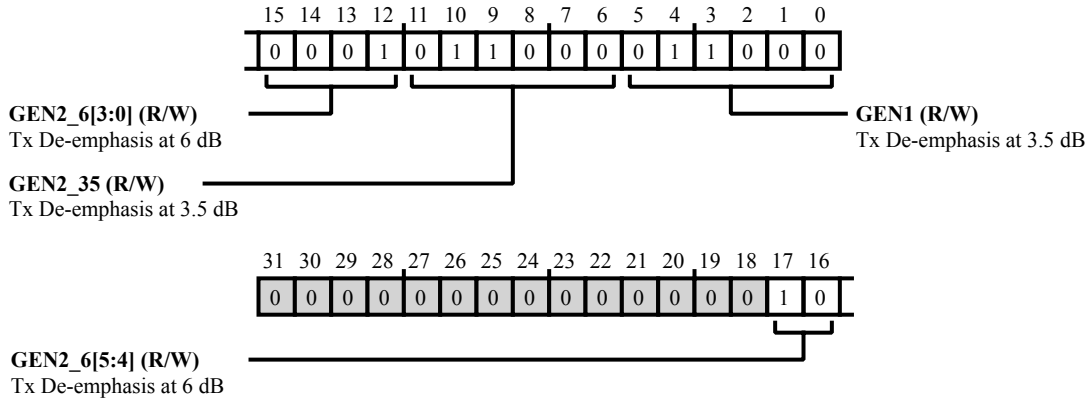 15 14 13 12 11 10 9 8 7 6 5 4 3 2 1 0
0 0 0 1 0 1 1 0 0 0 0 1 1 0 0 0
GEN2_6[3:0] (R/W)
Tx De-emphasis at 6 dB
GEN1 (R/W)
Tx De-emphasis at 3.5 dB
GEN2_35 (R/W)
Tx De-emphasis at 3.5 dB
31 30 29 28 27 26 25 24 23 22 21 20 19 18 17 16
0 0 0 0 0 0 0 0 0 0 0 0 0 0 1 0
GEN2_6[5:4] (R/W)
Tx De-emphasis at 6 dB